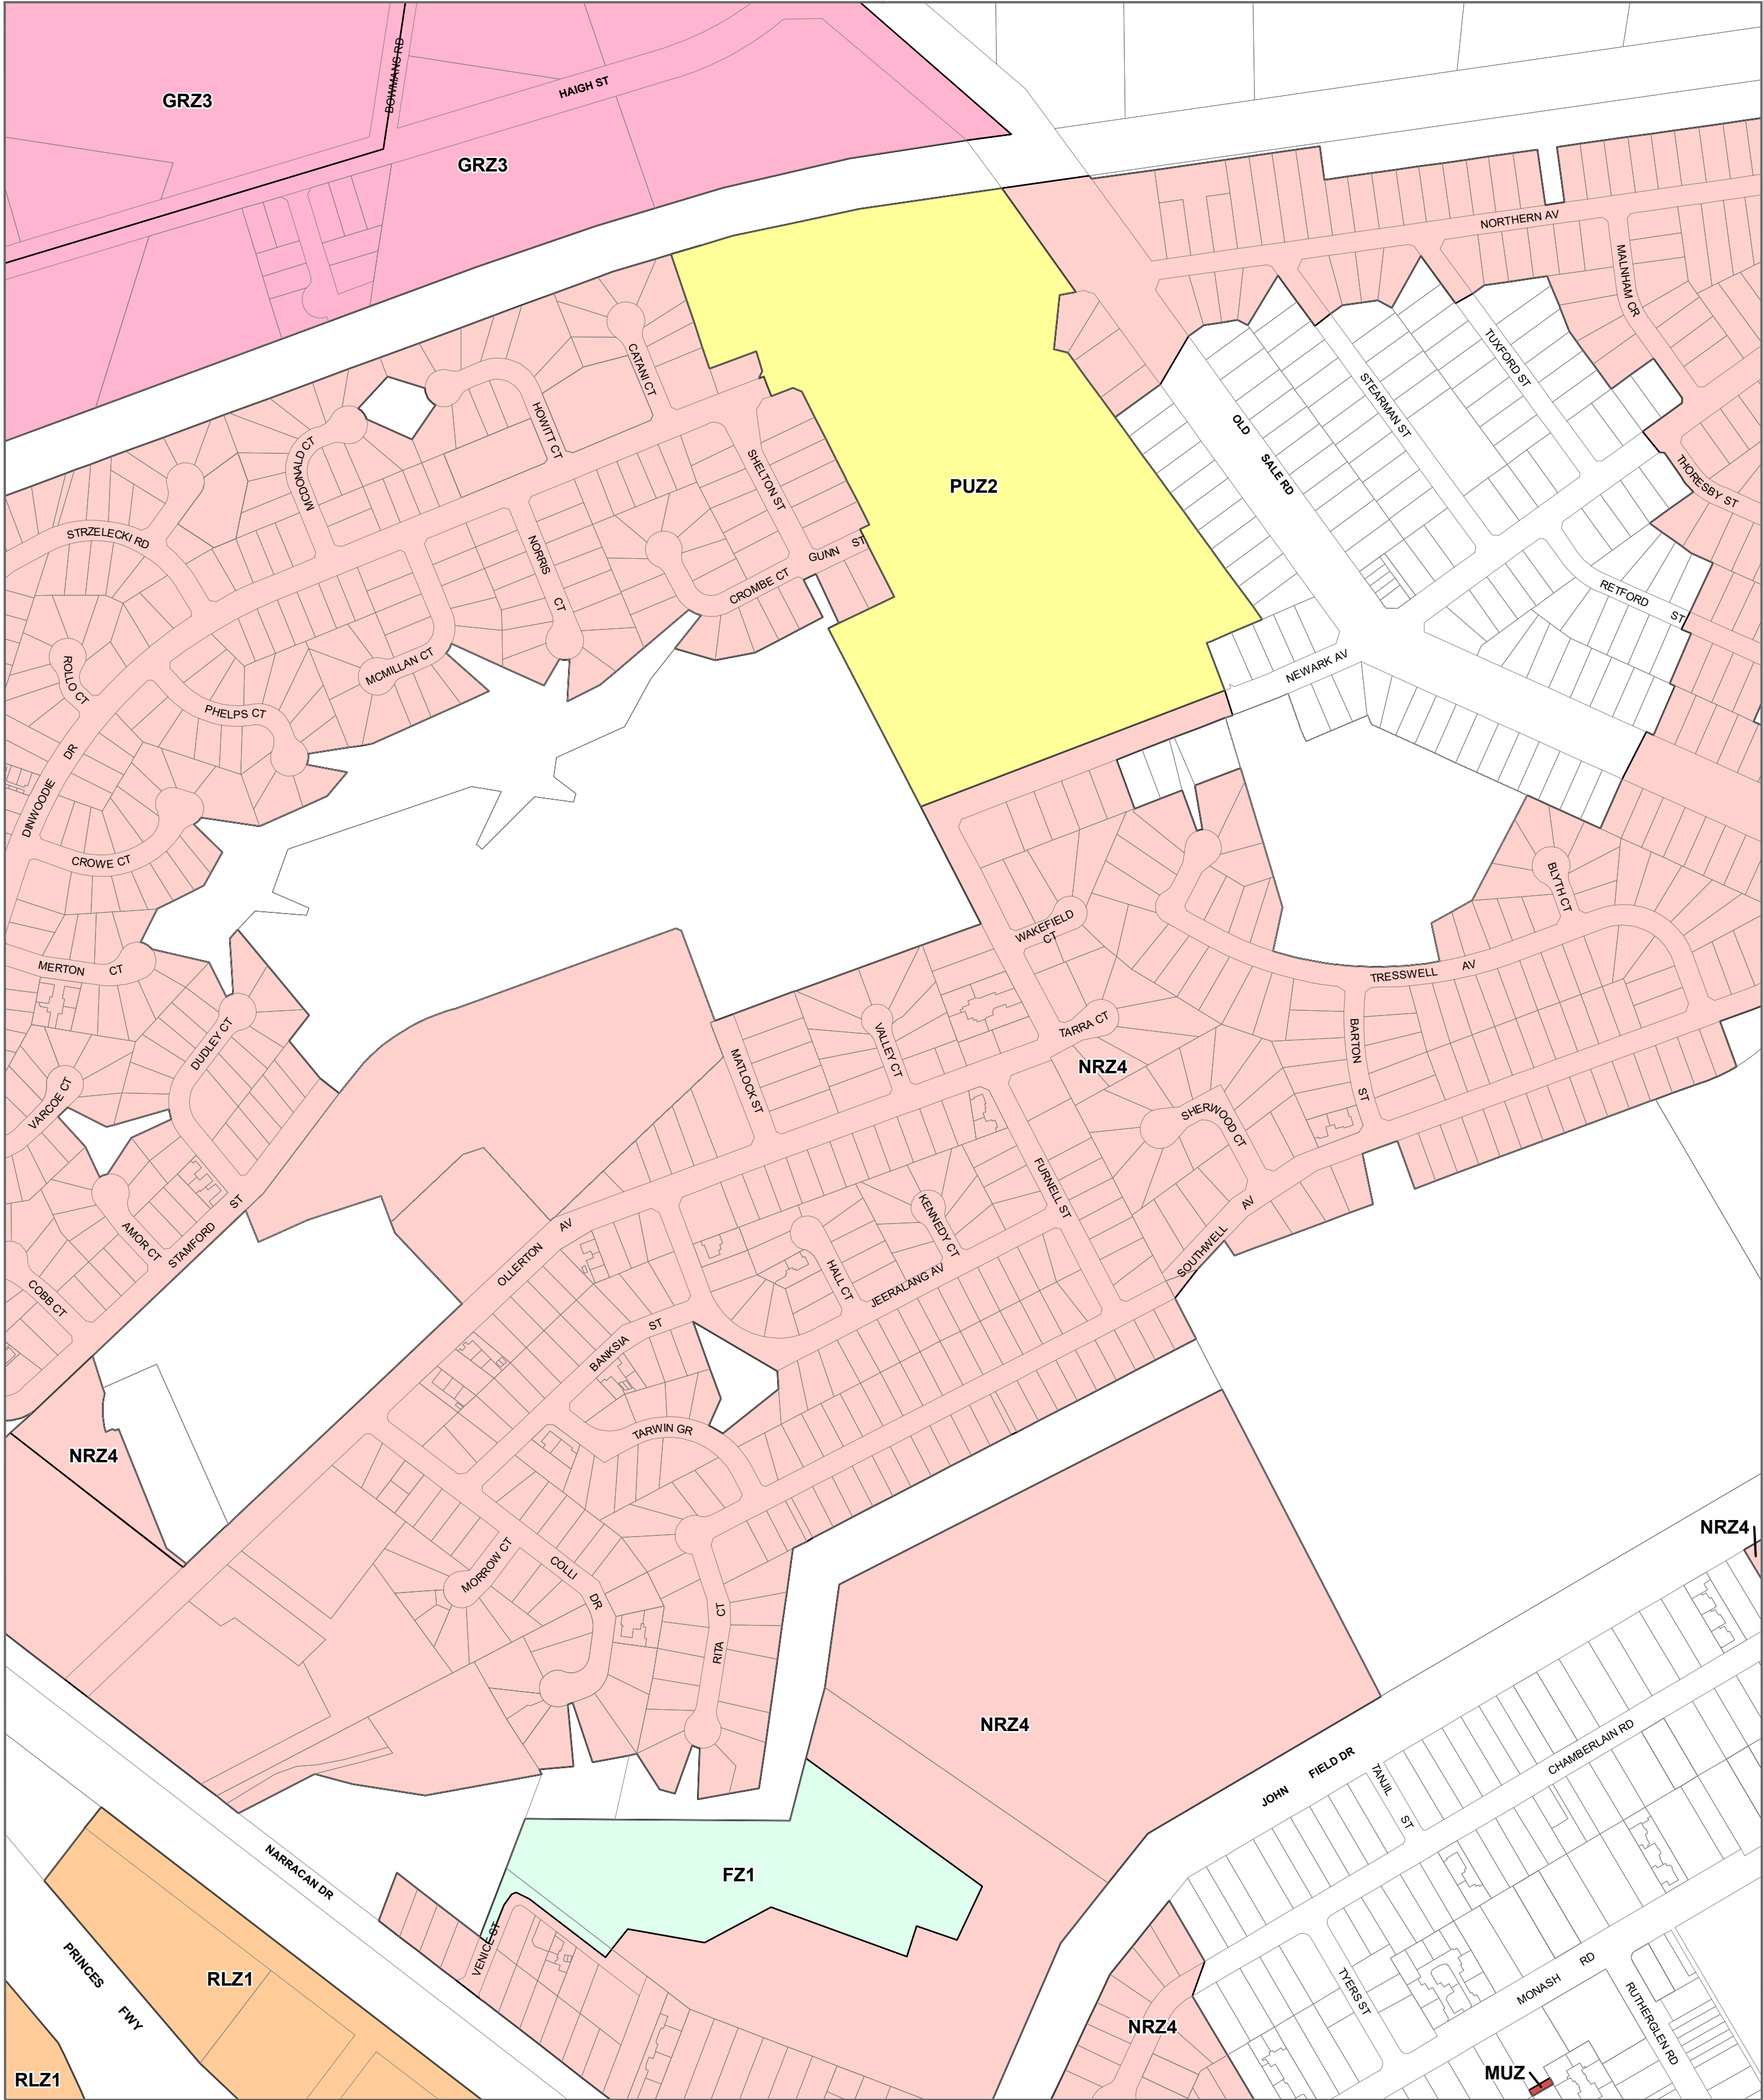 GRZ3
BOWMANS RD
HAIGH ST
GRZ3
NORTHERN AV
MALNHAM CR
CATANI CT
TUXFORD ST
STEARMAN ST
HOWITT CT
OLD
SALE RD
MCDONALD CT
SHELTON ST
THORESBY ST
PUZ2
STRZELECKI RD
NORRIS
CT
GUNN ST
CROMBE CT
RETFORD
ST
ROLLO CT
MCMILLAN CT
NEWARK AV
PHELPS CT
DINWOODIE
DR
CROWE CT
BLYTH CT
WAKEFIELD
CT
MERTON CT
TRESSWELL AV
DUDLEY CT
VALLEY CT
TARRA CT
BARTON
ST
NRZ4
MATLOCK ST
VARCOE CT
SHERWOOD CT
FURNELL ST
KENNEDY CT
AMOR CT
STAMFORD
ST
OLLERTON
AV
SOUTHWELL
AV
HALL CT
JEERALANG AV
COBB CT
BANKSIA
ST
TARWIN GR
NRZ4
NRZ4
MORROW CT
COLLI
DR
RITA
CT
NRZ4
JOHN
FIELD DR
TANJIL
ST
CHAMBERLAIN RD
NARRACAN DR
FZ1
VENICE ST
PRINCES
FWY
RLZ1
TYERS ST
MONASH
RD
RUTHERGLEN RD
NRZ4
MUZ
RLZ1